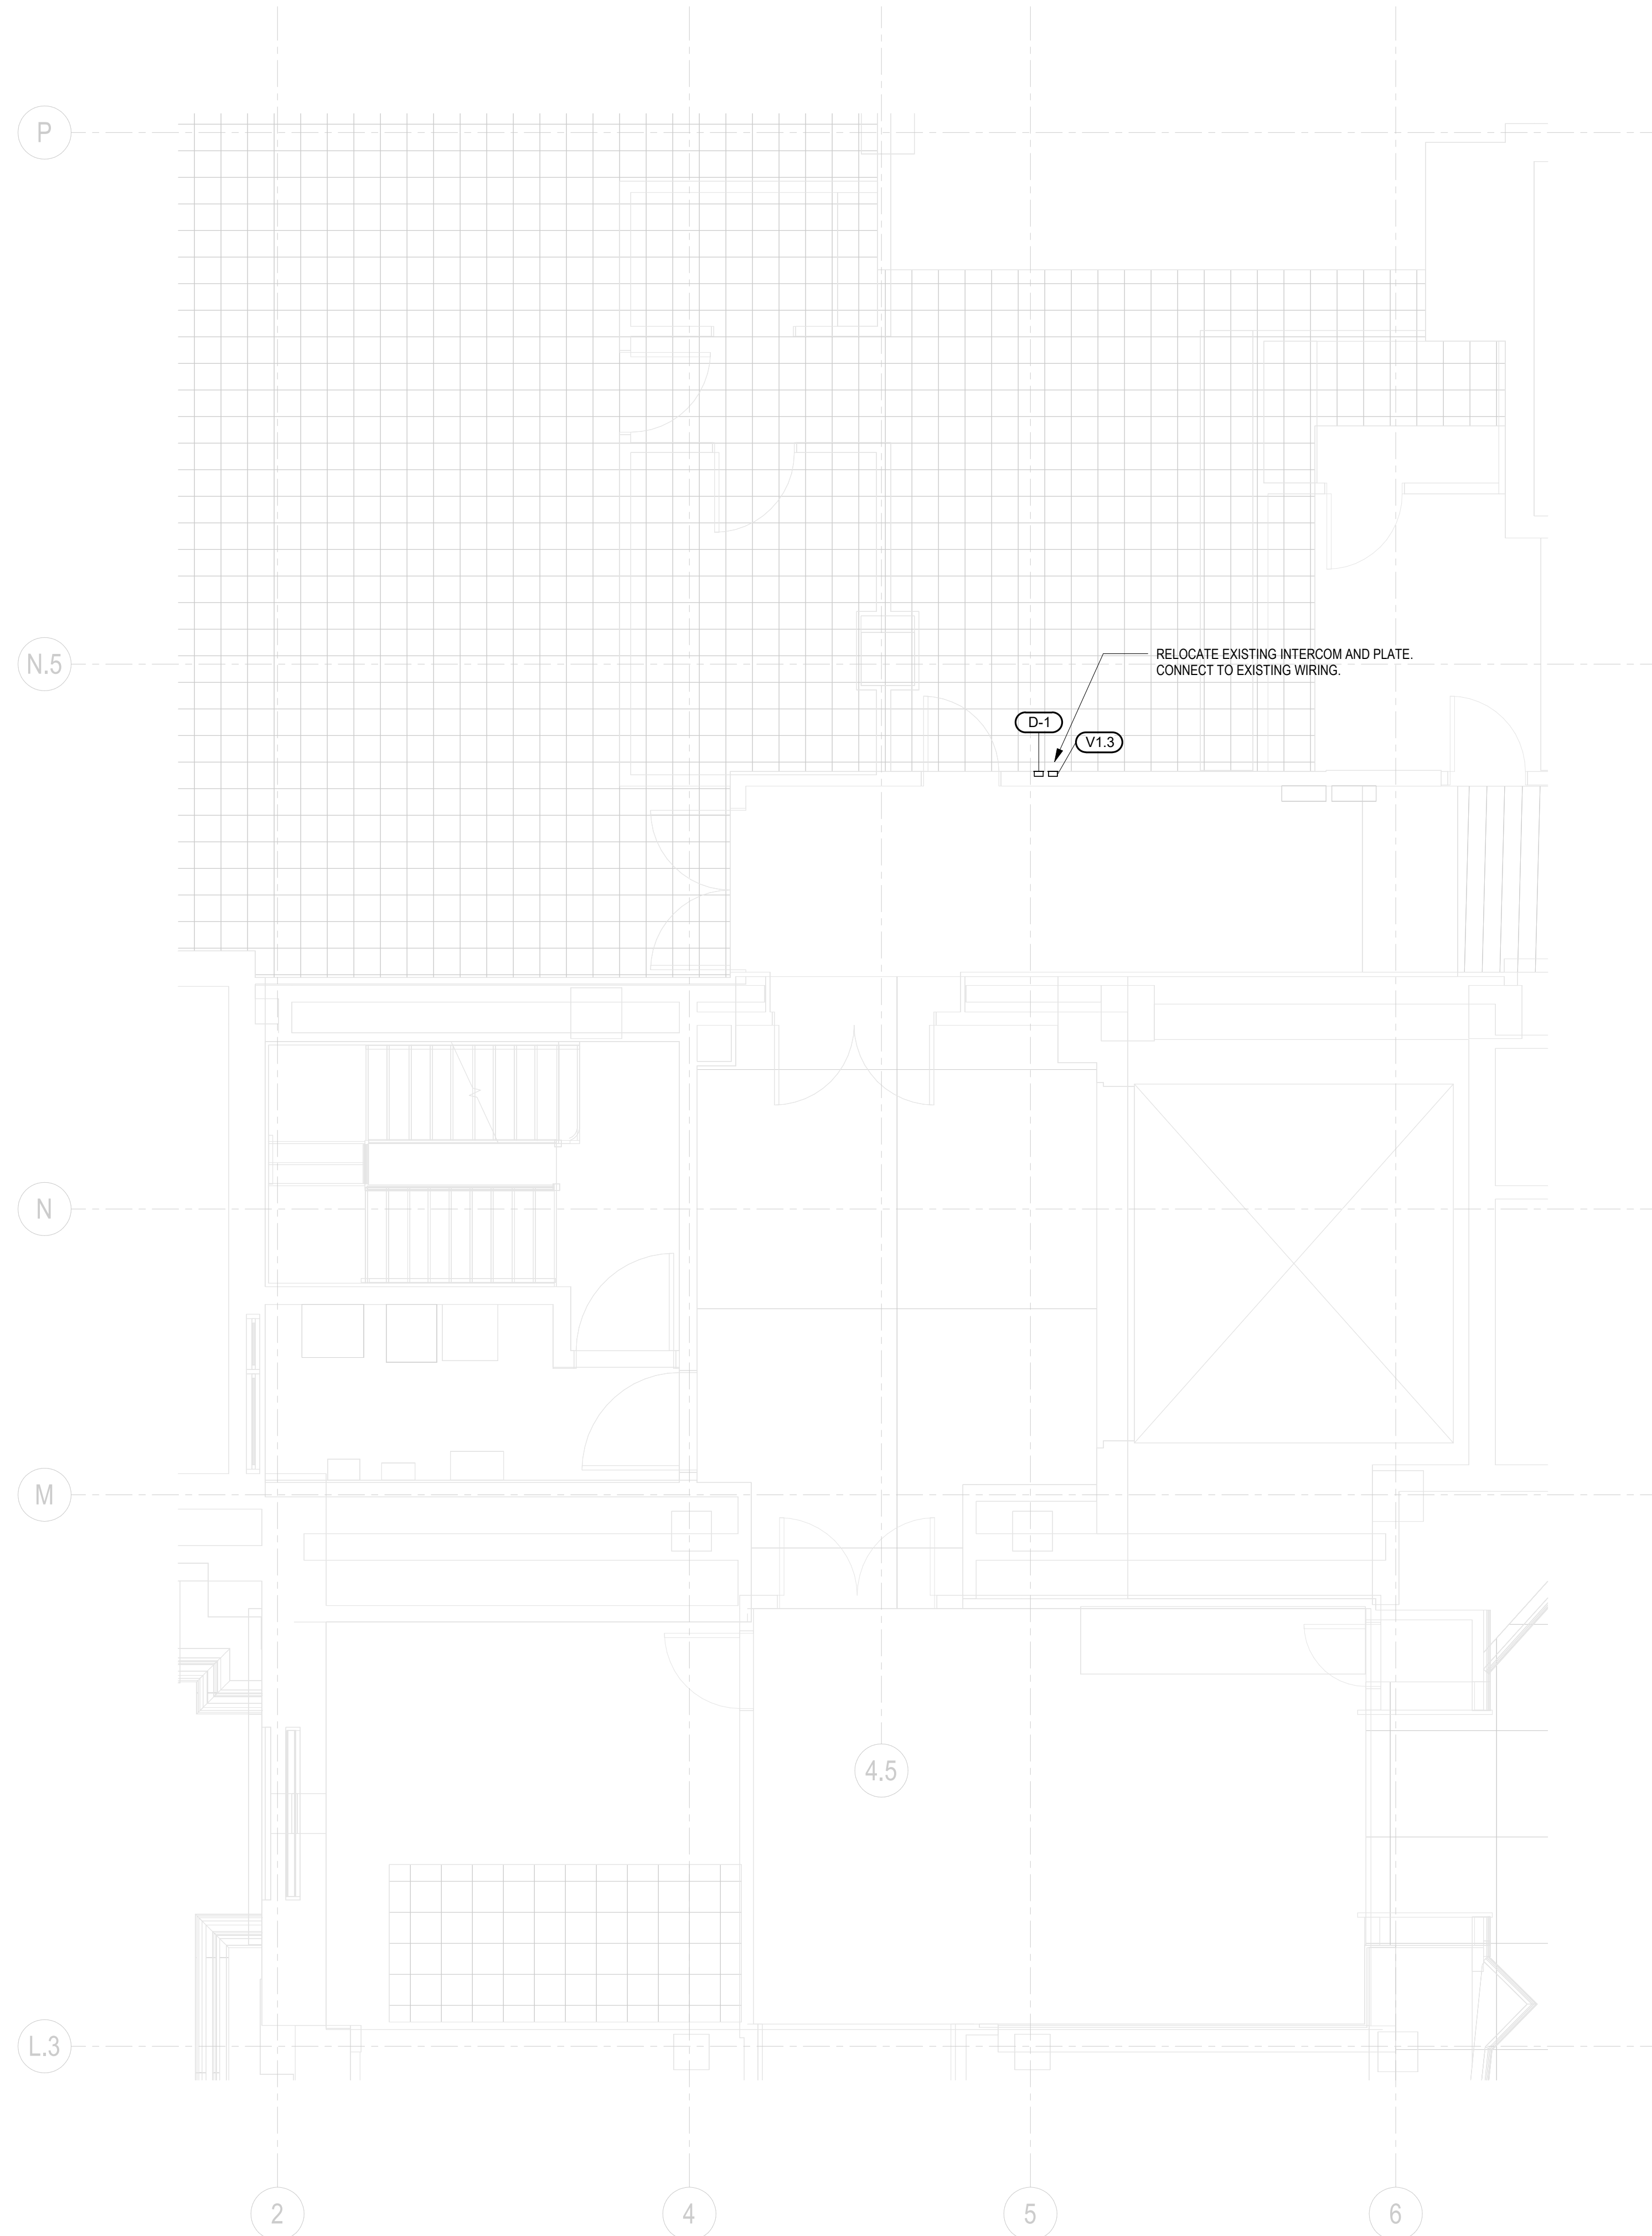 P
N.5
RELOCATE EXISTING INTERCOM AND PLATE.
CONNECT TO EXISTING WIRING.
D-1
V1.3
N
M
4.5
L.3
2
4
5
6